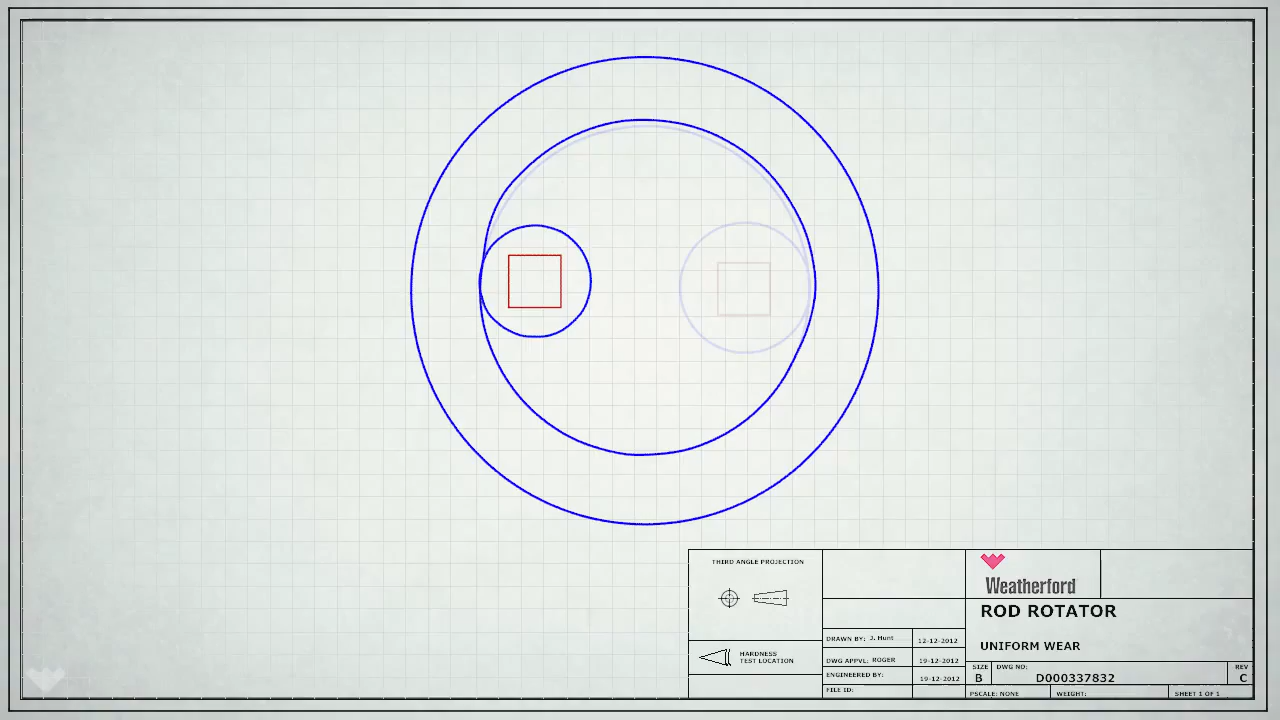 THIRD ANGLE PROJECTION
HARDNESS
TEST LOCATION
DRAWN BY: J. Hunt 12-12-2012
DWG APPVL: ROGER 19-12-2012
ENGINEERED BY: 19-12-2012
FILE ID:
Weatherford
ROD ROTATOR
UNIFORM WEAR
SIZE DWG NO: REV
B D000337832 C
PSCALE: NONE WEIGHT: SHEET 1 OF 1